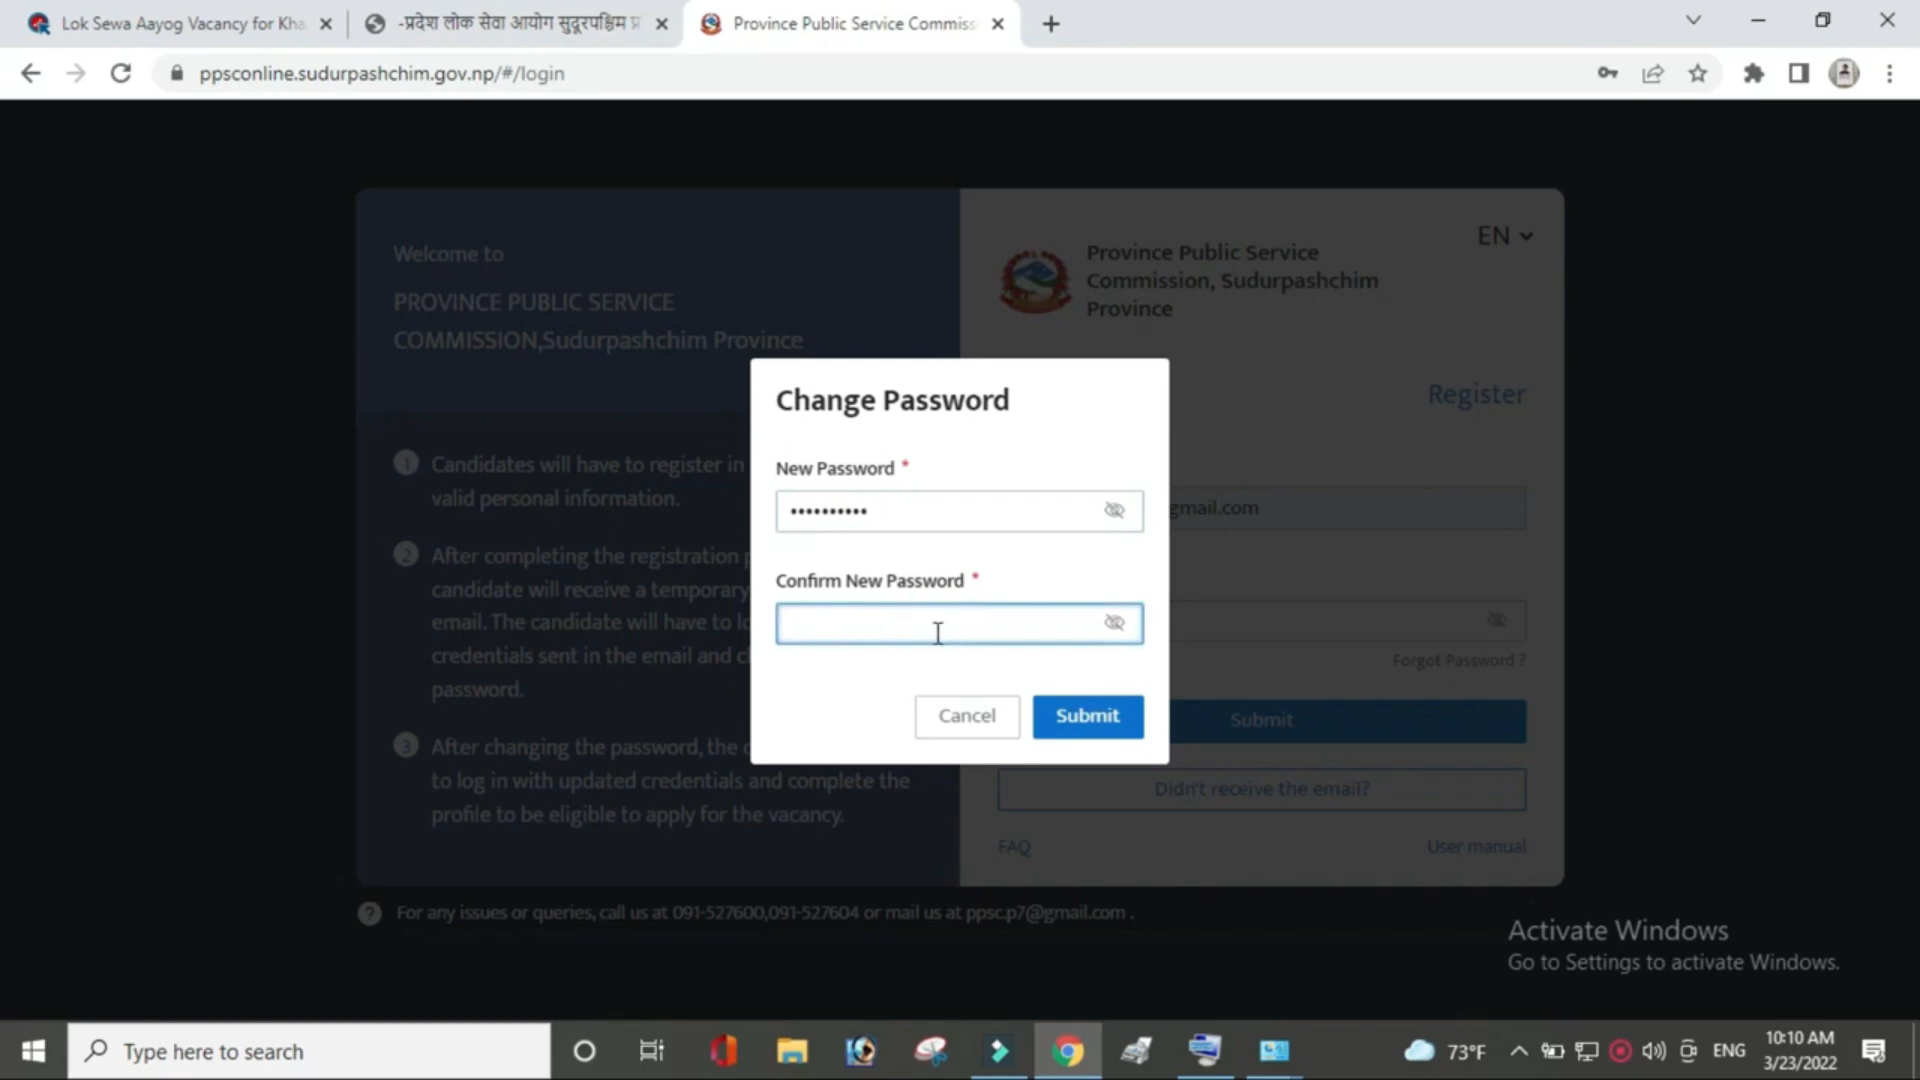 Lok Sewa Aayog Vacancy for Kha
-प्रदेश लोक सेवा आयोग सुदूरपश्चिम प्र
Province Public Service Commiss
ppsconline.sudurpashchim.gov.np/#/login
Welcome to
PROVINCE PUBLIC SERVICE
COMMISSION,Sudurpashchim Province
1 Candidates will have to register in
valid personal information.
2 After completing the registration p
candidate will receive a temporary
email. The candidate will have to lo
credentials sent in the email and c
password.
3 After changing the password, the c
to log in with updated credentials and complete the
profile to be eligible to apply for the vacancy.
EN
Province Public Service
Commission, Sudurpashchim
Province
Register
gmail.com
Forgot Password ?
Submit
Didn't receive the email?
FAQ
User manual
Change Password
New Password *
••••••••••
Confirm New Password *
Cancel
Submit
? For any issues or queries, call us at 091-527600,091-527604 or mail us at ppsc.p7@gmail.com .
Activate Windows
Go to Settings to activate Windows.
Type here to search
73°F
ENG
10:10 AM
3/23/2022